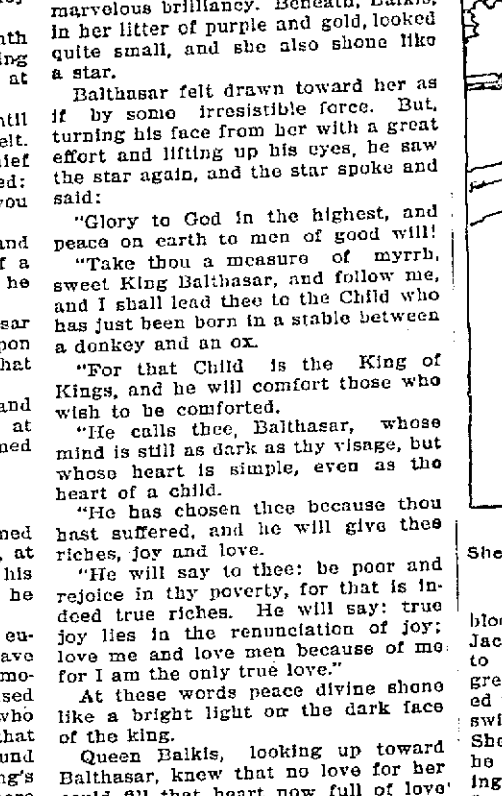 marvelous brilliancy. Beneath, Balkis,
in her litter of purple and gold, looked
quite small, and she also shone like
a star.
Balthasar felt drawn toward her as
if by some irresistible force. But,
turning his face from her with a great
effort and lifting up his eyes, he saw
the star again, and the star spoke and
said:
"Glory to God in the highest, and
peace on earth to men of good will!
"Take thou a measure of myrrh,
sweet King Balthasar, and follow me,
and I shall lead thee to the Child who
has just been born in a stable between
a donkey and an ox.
"For that Child is the King of
Kings, and he will comfort those who
wish to be comforted.
"He calls thee, Balthasar, whose
mind is still as dark as thy visage, but
whose heart is simple, even as the
heart of a child.
"He has chosen thee because thou
hast suffered, and he will give thee
riches, joy and love.
"He will say to thee: be poor and
rejoice in thy poverty, for that is in-
deed true riches. He will say: true
joy lies in the renunciation of joy;
love me and love men because of me
for I am the only true love."
At these words peace divine shone
like a bright light on the dark face
of the king.
Queen Balkis, looking up toward
Balthasar, knew that no love for her
could fill that heart now full of love